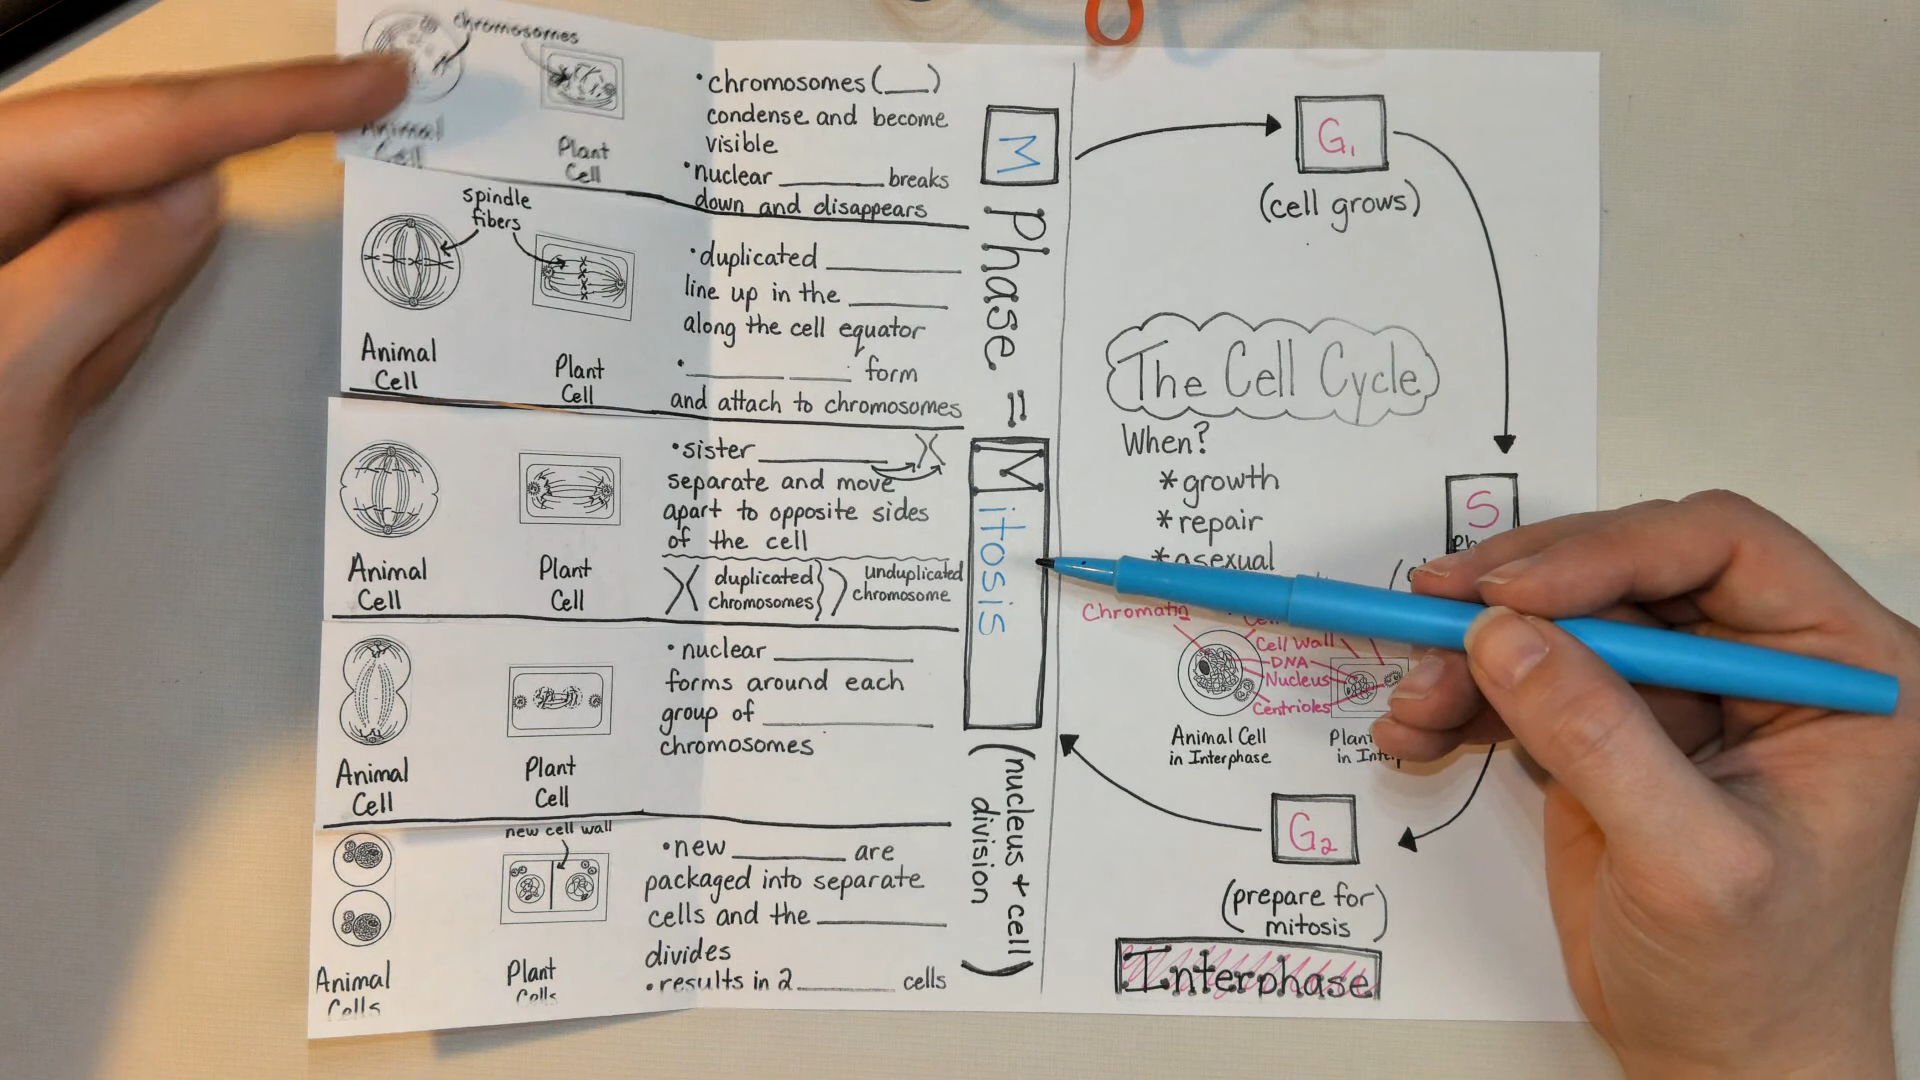 chromosomes
Animal
Cell
Plant
Cell
• chromosomes (___)
condense and become
visible
• nuclear ______ breaks
down and disappears
spindle
fibers
Animal
Cell
Plant
Cell
• duplicated ______
line up in the ______
along the cell equator
• ______ ______ form
and attach to chromosomes
Animal
Cell
Plant
Cell
• sister ______
separate and move
apart to opposite sides
of the cell
duplicated
chromosomes
unduplicated
chromosome
Animal
Cell
Plant
Cell
• nuclear ______
forms around each
group of ______
chromosomes
new cell wall
Animal
Cells
Plant
Cells
• new ______ are
packaged into separate
cells and the ______
divides
• results in 2 ______ cells
M Phase = Mitosis
(nucleus + cell
division)
G1
(cell grows)
The Cell Cycle
When?
* growth
* repair
* asexual
S
G2
(prepare for
mitosis)
Chromatin
Cell Wall
DNA
Nucleus
Centrioles
Animal Cell
in Interphase
Interphase